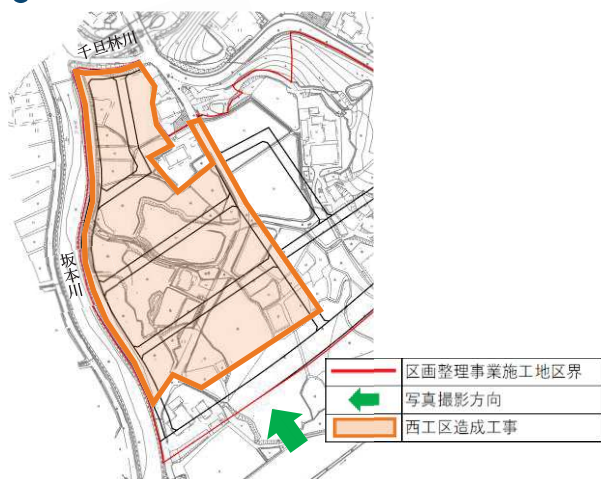 千旦林川
坂本川
区画整理事業施工地区界
写真撮影方向
西工区造成工事